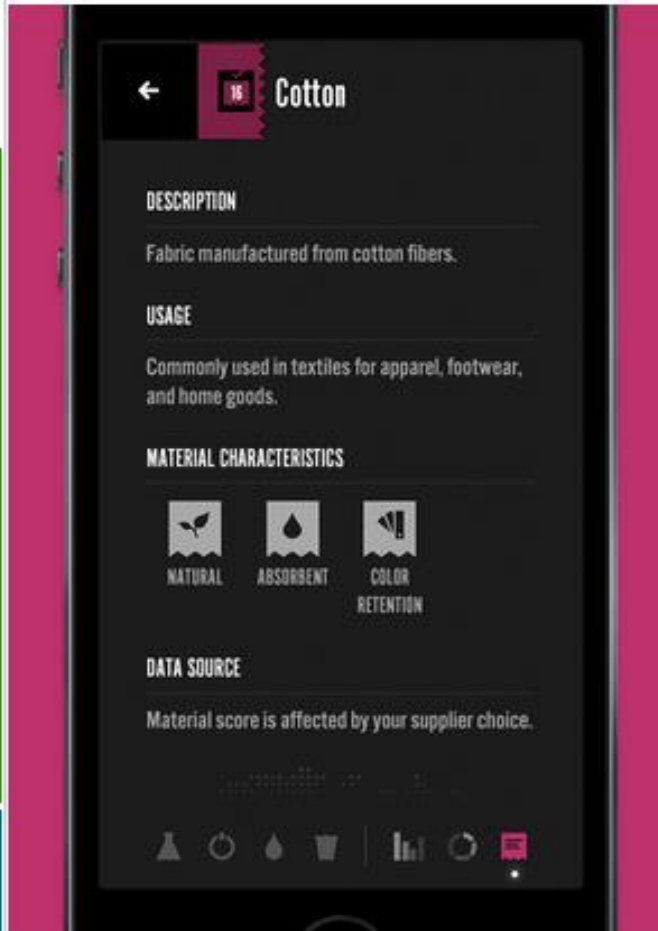 16
Cotton
DESCRIPTION
Fabric manufactured from cotton fibers.
USAGE
Commonly used in textiles for apparel, footwear,
and home goods.
MATERIAL CHARACTERISTICS
NATURAL
ABSORBENT
COLOR
RETENTION
DATA SOURCE
Material score is affected by your supplier choice.